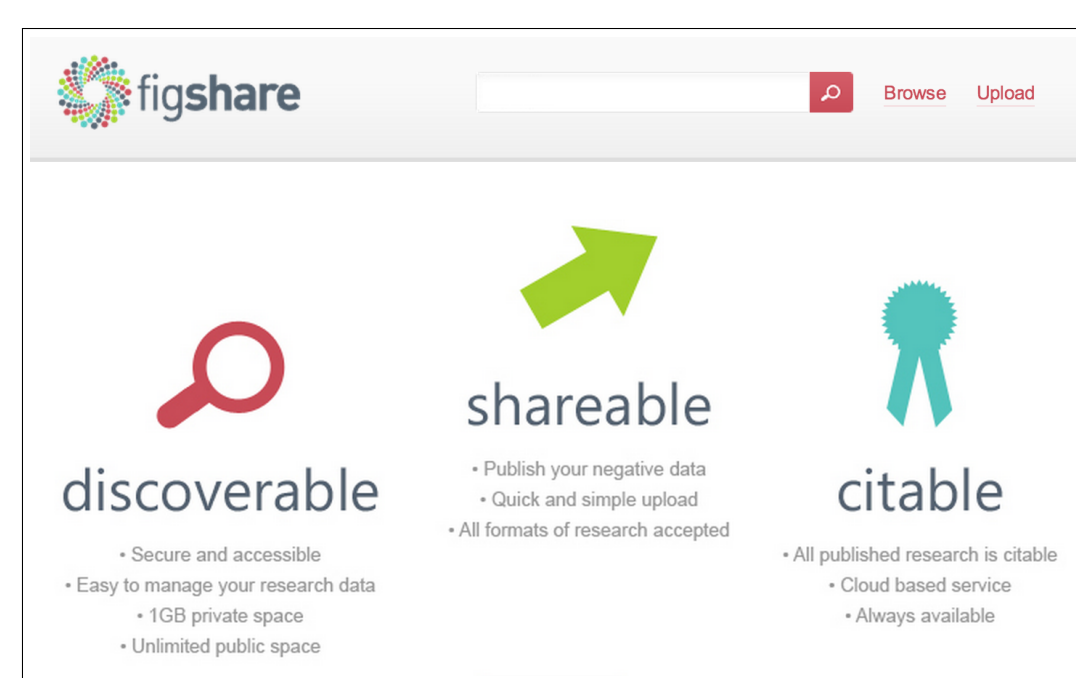 figshare
Browse
Upload
discoverable
• Secure and accessible
• Easy to manage your research data
• 1GB private space
• Unlimited public space
shareable
• Publish your negative data
• Quick and simple upload
• All formats of research accepted
citable
• All published research is citable
• Cloud based service
• Always available